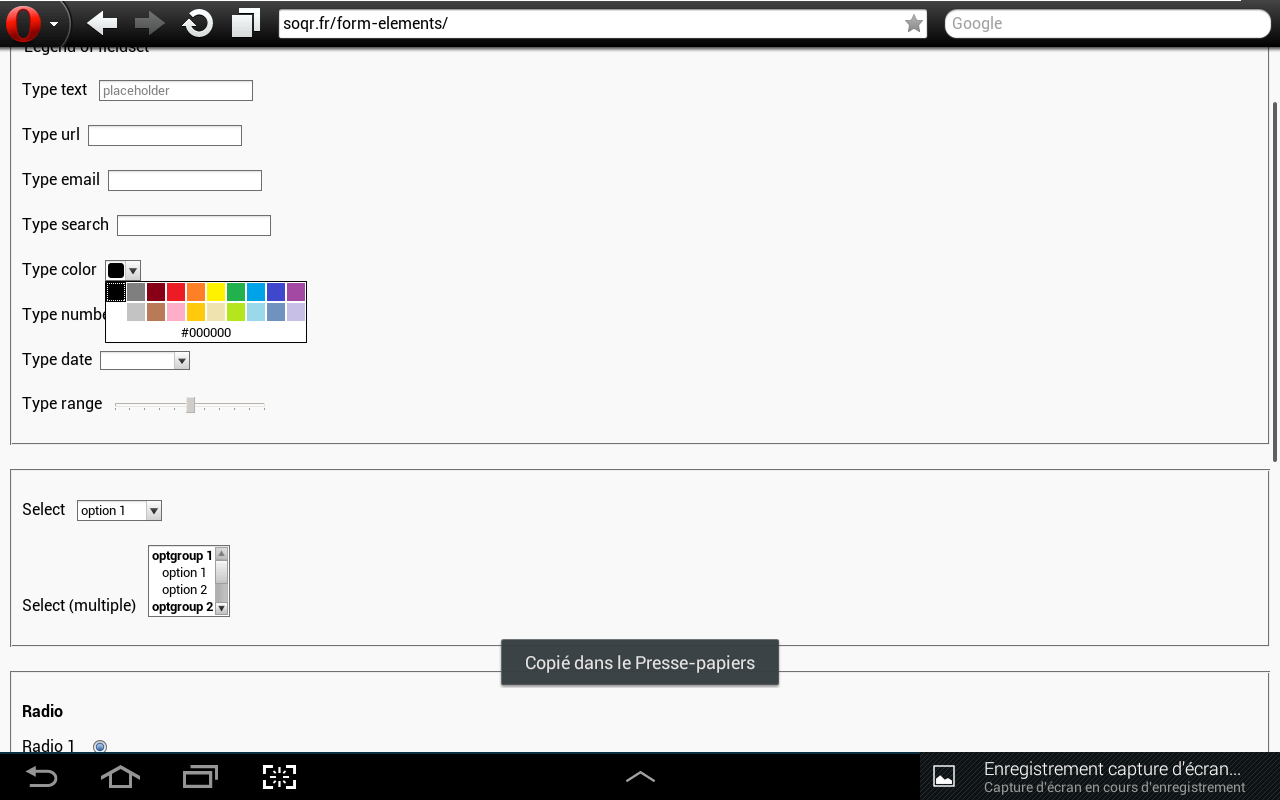 soqr.fr/form-elements/
Google
Legend of fieldset
Type text placeholder
Type url
Type email
Type search
Type color
#000000
Type numbe
Type date
Type range
Select option 1
optgroup 1
option 1
option 2
Select (multiple) optgroup 2
Copié dans le Presse-papiers
Radio
Radio 1
Enregistrement capture d'écran...
Capture d'écran en cours d'enregistrement